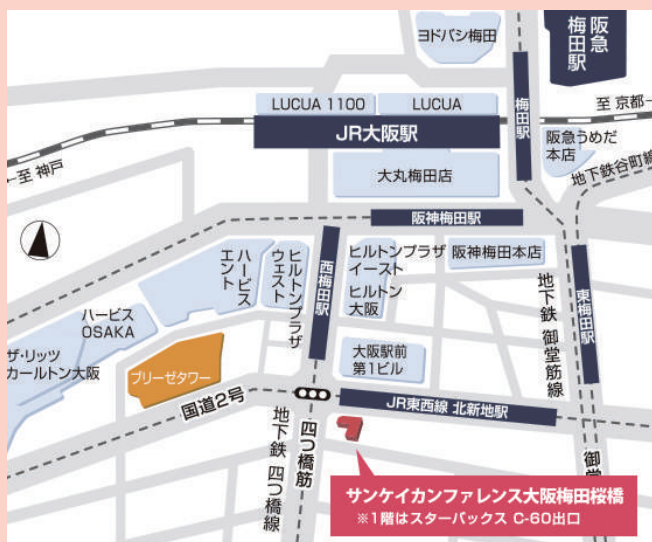 ヨドバシ梅田
阪急
梅田駅
LUCUA 1100
LUCUA
梅田駅
至 京都→
JR大阪駅
阪急うめだ
本店
←至 神戸
大丸梅田店
地下鉄谷町線
阪神梅田駅
ハービス
エント
ヒルトンプラザ
ウェスト
西梅田駅
ヒルトンプラザ
イースト
ヒルトン
大阪
阪神梅田本店
地下鉄 御堂筋線
東梅田駅
ハービス
OSAKA
ザ・リッツ
カールトン大阪
ブリーゼタワー
大阪駅前
第1ビル
国道2号
JR東西線 北新地駅
地下鉄 四つ橋線
四つ橋筋
御堂
サンケイカンファレンス大阪梅田桜橋
※1階はスターバックス C-60出口